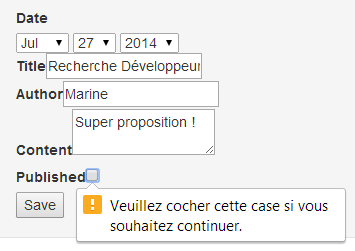 Date
Jul 27 2014
Title Recherche Développeur
Author Marine
Super proposition !
Content
Published
Save
! Veuillez cocher cette case si vous
souhaitez continuer.